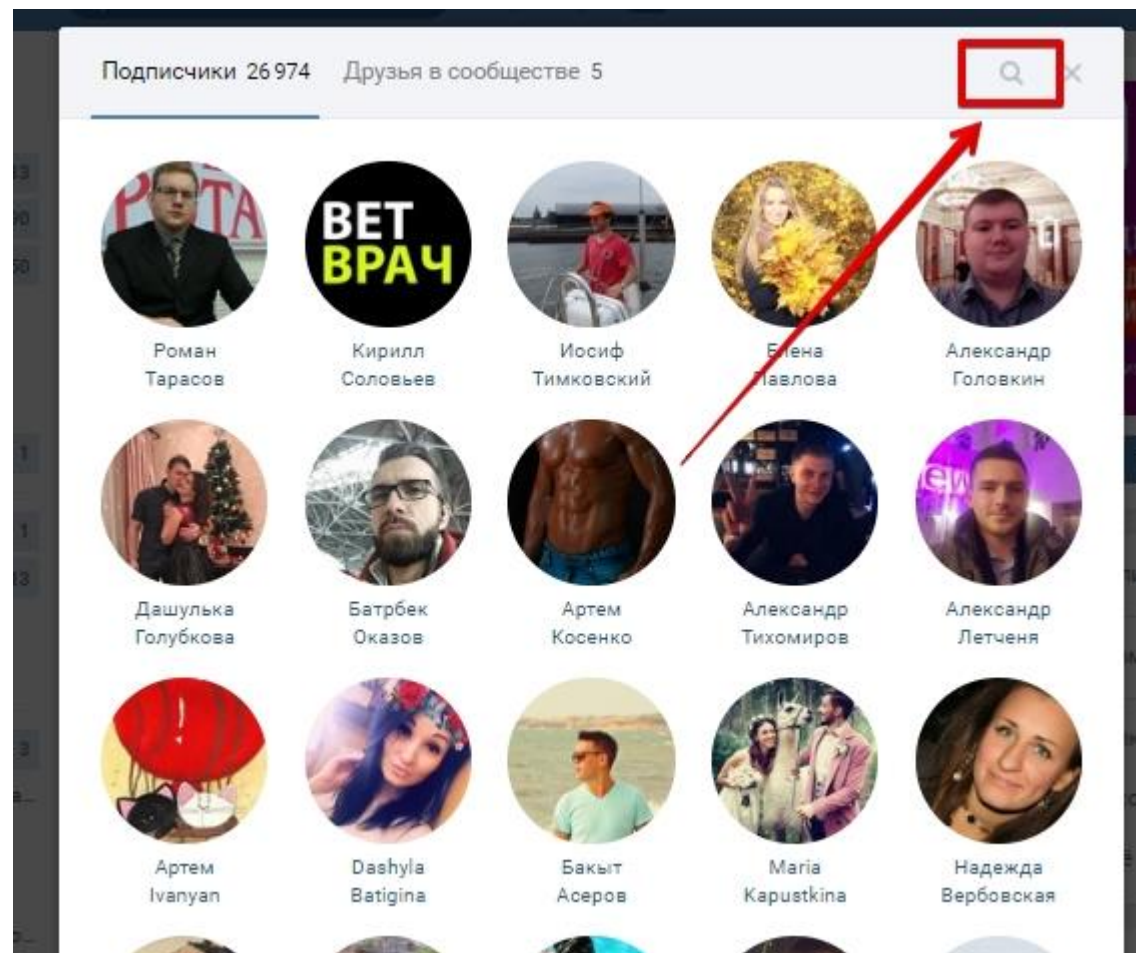 Подписчики 26 974 Друзья в сообществе 5
ВЕТ
ВРАЧ
Роман
Тарасов
Кирилл
Соловьев
Иосиф
Тимковский
Елена
Павлова
Александр
Головкин
Дашулька
Голубкова
Батрбек
Оказов
Артем
Косенко
Александр
Тихомиров
Александр
Летченя
Артем
Ivanyan
Dashyla
Batigina
Бакыт
Асеров
Maria
Kapustkina
Надежда
Вербовская